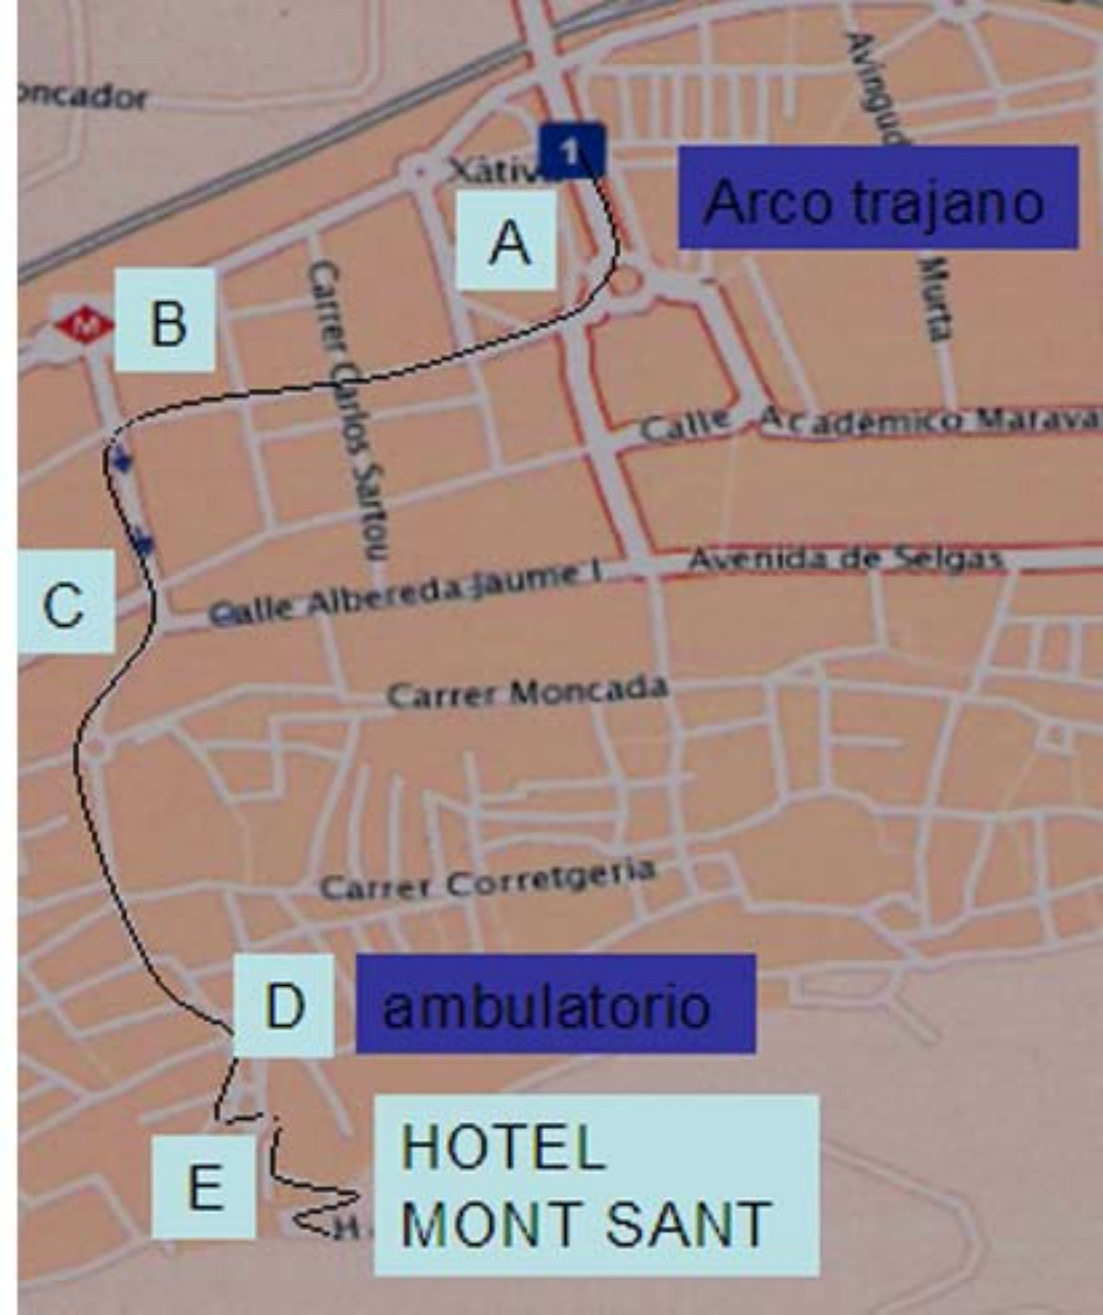 oncador
Avingud
1
Xàtiv
A
Arco trajano
Murta
Carrer Carlos Sartou
M
B
Calle Académico Marava
C
Calle Albereda Jaume I
Avenida de Selgas
Carrer Moncada
Carrer Corretgeria
D
ambulatorio
E
HOTEL
MONT SANT
H